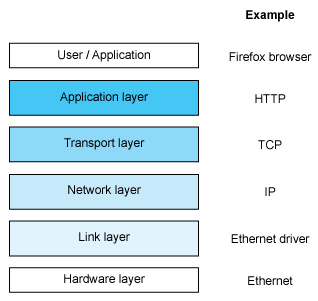 Example
User / Application Firefox browser
Application layer HTTP
Transport layer TCP
Network layer IP
Link layer Ethernet driver
Hardware layer Ethernet